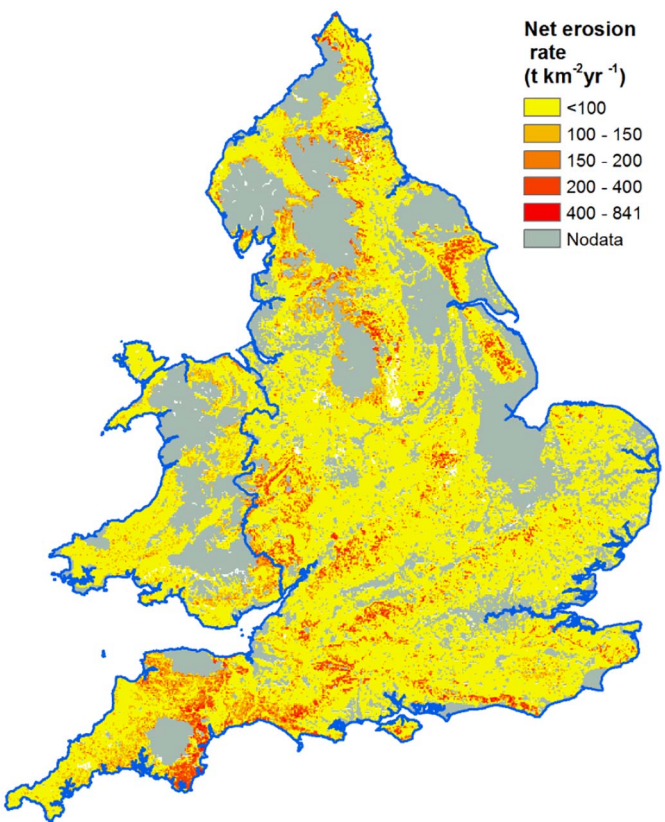 Net erosion
rate
(t km⁻²yr ⁻¹)
<100
100 - 150
150 - 200
200 - 400
400 - 841
Nodata